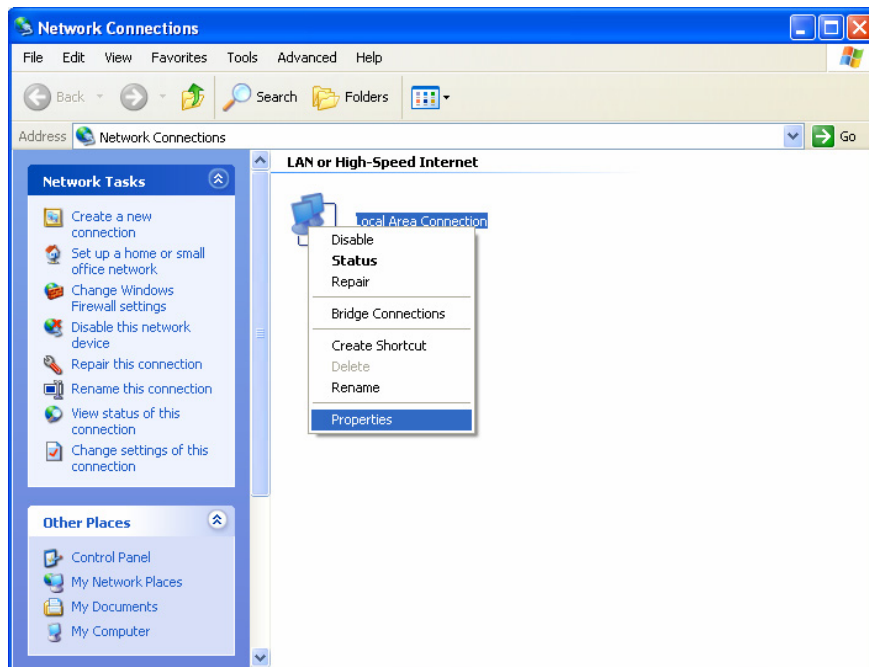 Network Connections
File Edit View Favorites Tools Advanced Help
Back Search Folders
Address Network Connections Go
Network Tasks
Create a new
connection
Set up a home or small
office network
Change Windows
Firewall settings
Disable this network
device
Repair this connection
Rename this connection
View status of this
connection
Change settings of this
connection
Other Places
Control Panel
My Network Places
My Documents
My Computer
LAN or High-Speed Internet
Local Area Connection
Disable
Status
Repair
Bridge Connections
Create Shortcut
Delete
Rename
Properties